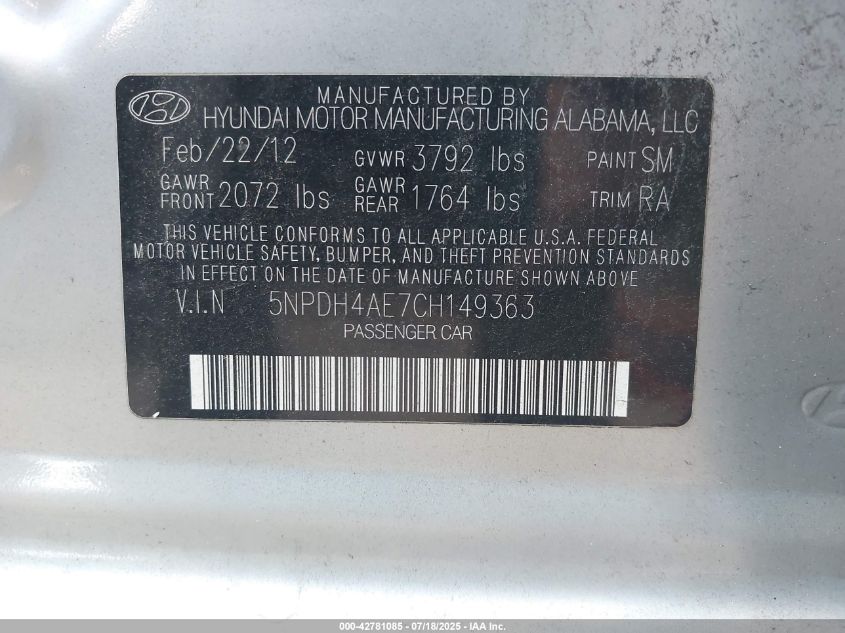 MANUFACTURED BY
HYUNDAI MOTOR MANUFACTURING ALABAMA, LLC
Feb/22/12 GVWR 3792 lbs PAINT SM
GAWR FRONT 2072 lbs GAWR REAR 1764 lbs TRIM RA
THIS VEHICLE CONFORMS TO ALL APPLICABLE U.S.A. FEDERAL
MOTOR VEHICLE SAFETY, BUMPER, AND THEFT PREVENTION STANDARDS
IN EFFECT ON THE DATE OF MANUFACTURE SHOWN ABOVE
V.I.N 5NPDH4AE7CH149363
PASSENGER CAR
000-42781085 - 07/18/2025 - IAA Inc.